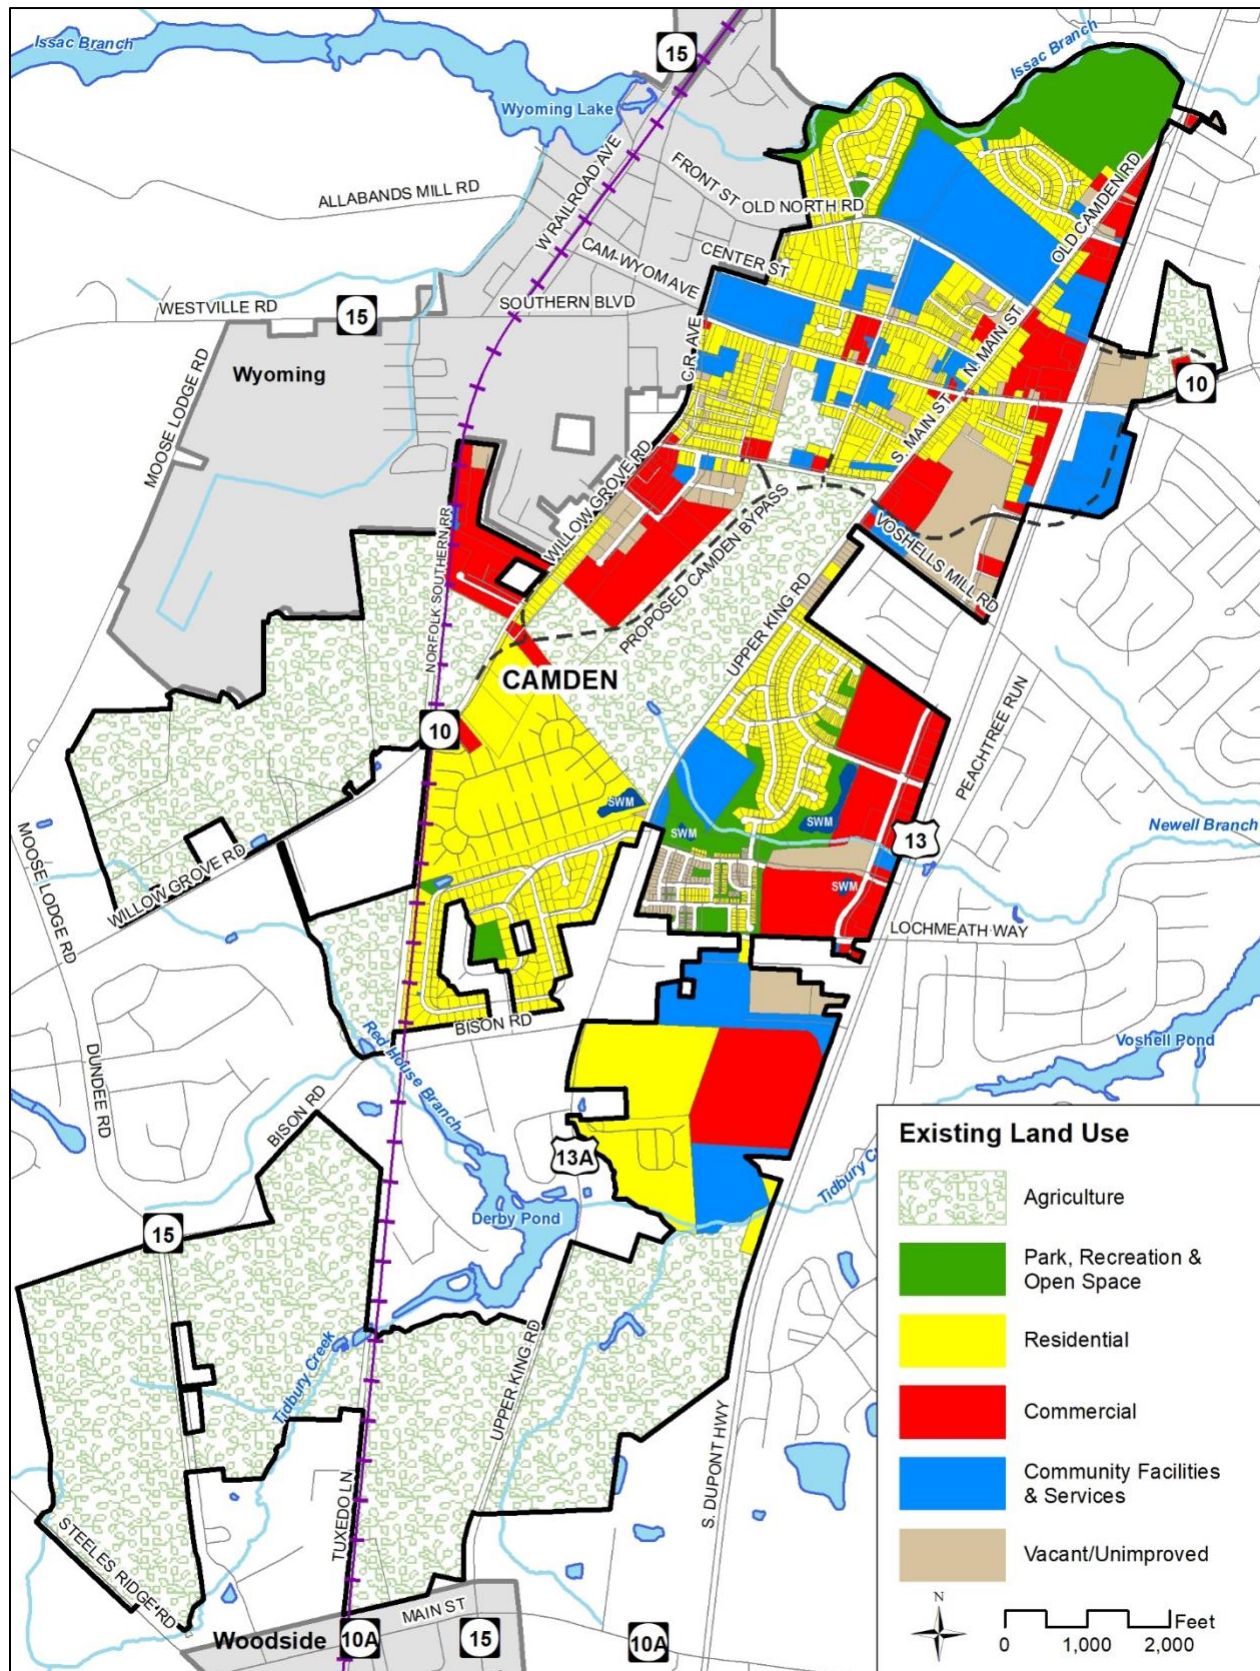 Issac Branch
15
Issac Branch
Wyoming Lake
W RAILROAD AVE
FRONT ST
ALLABANDS MILL RD
OLD NORTH RD
OLD CAMDEN RD
CAM-WYOM AVE
CENTER ST
WESTVILLE RD
15
SOUTHERN BLVD
C.R. AVE
N. MAIN ST.
MOOSE LODGE RD
Wyoming
10
S. MAIN ST.
WILLOW GROVE RD
NORFOLK SOUTHERN RR
PROPOSED CAMDEN BYPASS
VOSHELLS MILL RD
UPPER KING RD
CAMDEN
10
PEACHTREE RUN
SWM
SWM
SWM
13
Newell Branch
MOOSE LODGE RD
WILLOW GROVE RD
SWM
LOCHMEATH WAY
BISON RD
Red House Branch
Voshell Pond
DUNDEE RD
BISON RD
13A
Tidbury C
Derby Pond
15
UPPER KING RD
Tidbury Creek
S. DUPONT HWY
TUXEDO LN
STEELES RIDGE RD
MAIN ST
Woodside
10A
15
10A
Existing Land Use
Agriculture
Park, Recreation &
Open Space
Residential
Commercial
Community Facilities
& Services
Vacant/Unimproved
N
Feet
0 1,000 2,000